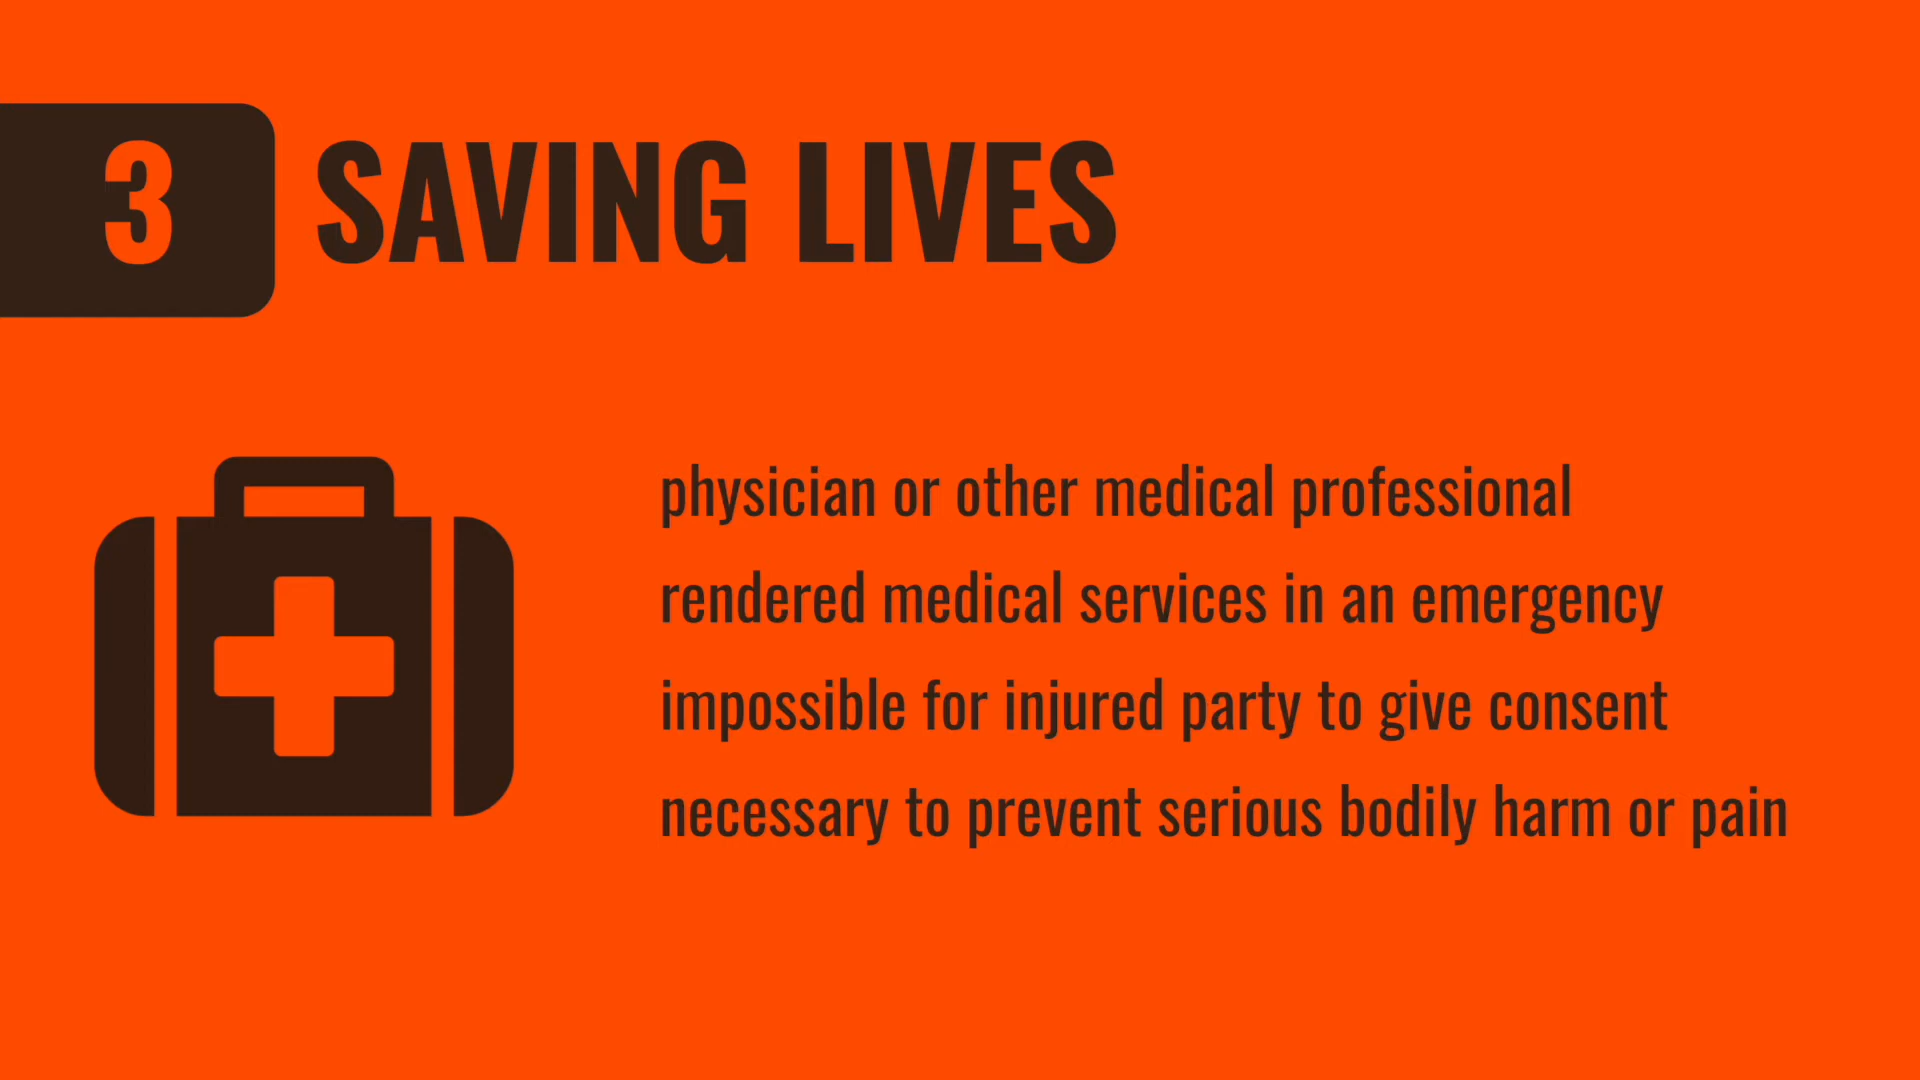 3 SAVING LIVES
physician or other medical professional
rendered medical services in an emergency
impossible for injured party to give consent
necessary to prevent serious bodily harm or pain